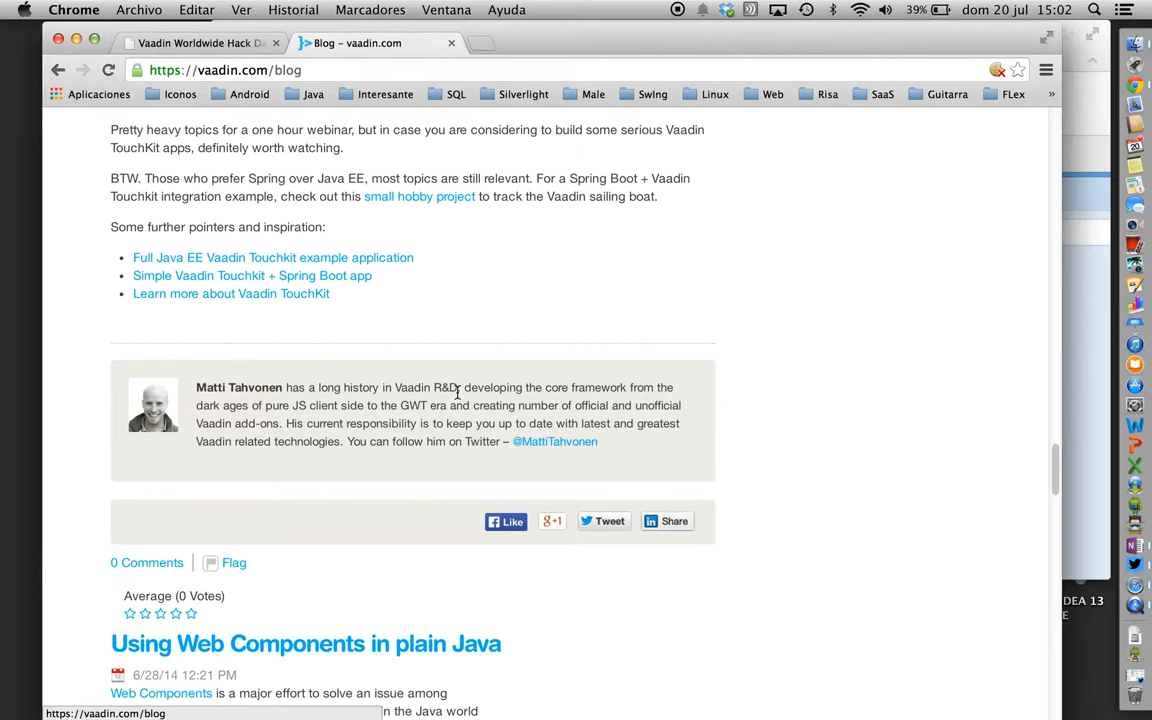 Chrome Archivo Editar Ver Historial Marcadores Ventana Ayuda 39% dom 20 jul 15:02
Vaadin Worldwide Hack Da
}> Blog – vaadin.com
https://vaadin.com/blog
Aplicaciones Iconos Android Java Interesante SQL Silverlight Male SwIng Linux Web Risa SaaS Guitarra FLex »
Pretty heavy topics for a one hour webinar, but in case you are considering to build some serious Vaadin
TouchKit apps, definitely worth watching.
BTW. Those who prefer Spring over Java EE, most topics are still relevant. For a Spring Boot + Vaadin
Touchkit integration example, check out this small hobby project to track the Vaadin sailing boat.
Some further pointers and inspiration:
• Full Java EE Vaadin Touchkit example application
• Simple Vaadin Touchkit + Spring Boot app
• Learn more about Vaadin TouchKit
Matti Tahvonen has a long history in Vaadin R&D, developing the core framework from the
dark ages of pure JS client side to the GWT era and creating number of official and unofficial
Vaadin add-ons. His current responsibility is to keep you up to date with latest and greatest
Vaadin related technologies. You can follow him on Twitter – @MattiTahvonen
Like g+1 Tweet Share
0 Comments Flag
Average (0 Votes)
Using Web Components in plain Java
6/28/14 12:21 PM
Web Components is a major effort to solve an issue among
n the Java world
https://vaadin.com/blog
DEA 13
E
20